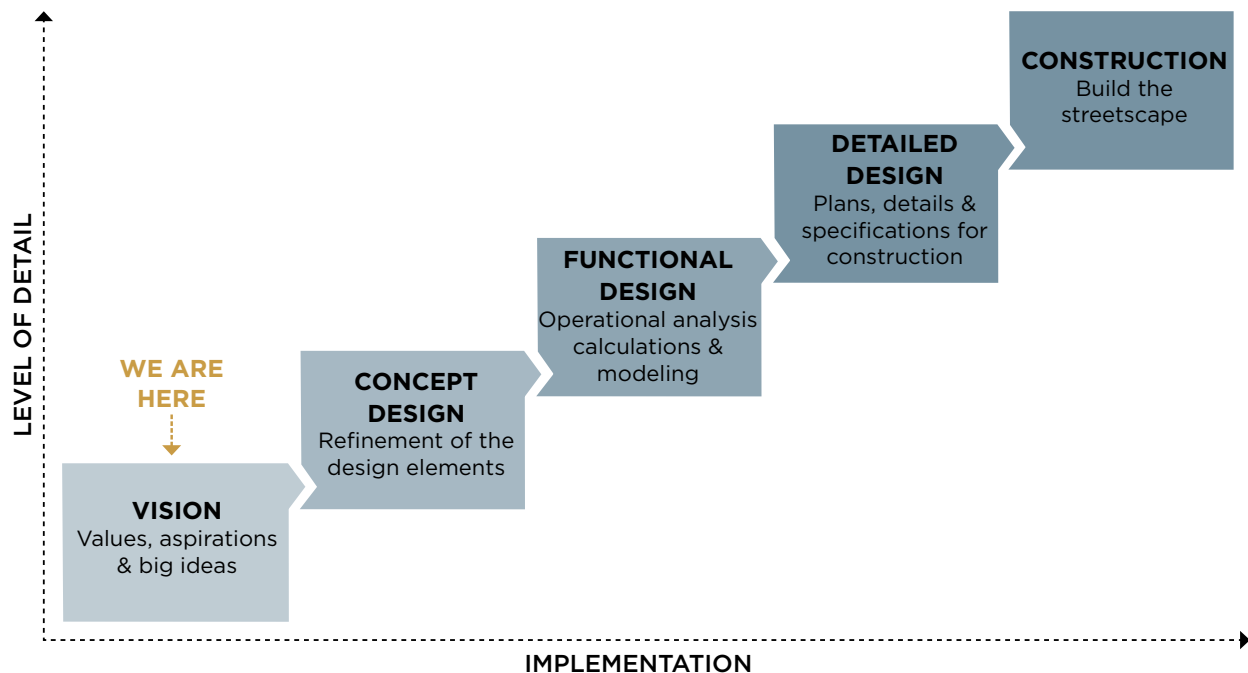 CONSTRUCTION
Build the
streetscape
DETAILED
DESIGN
Plans, details &
specifications for
construction
FUNCTIONAL
DESIGN
Operational analysis
calculations &
modeling
WE ARE
HERE
CONCEPT
DESIGN
Refinement of the
design elements
VISION
Values, aspirations
& big ideas
LEVEL OF DETAIL
IMPLEMENTATION